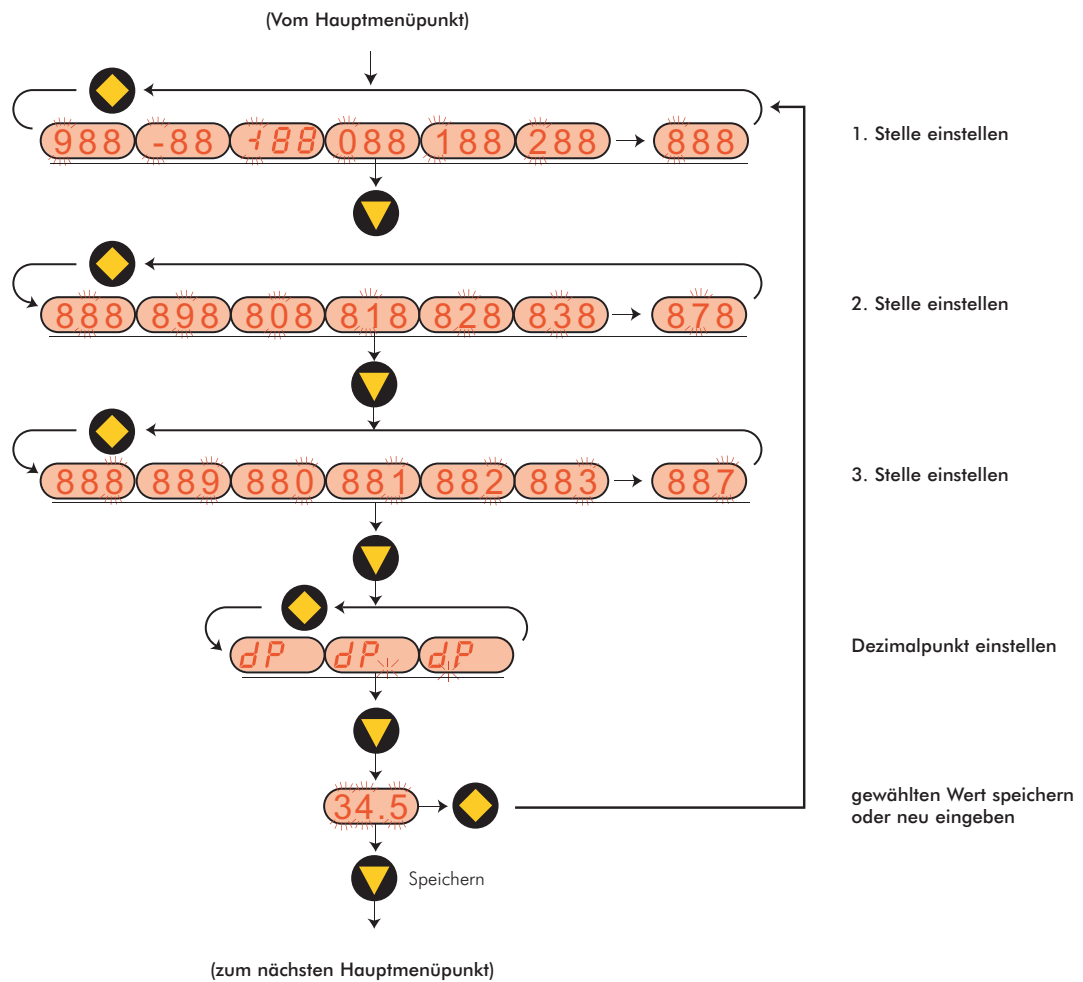 (Vom Hauptmenüpunkt)
988 -88 -188 088 188 288 888
1. Stelle einstellen
888 898 808 818 828 838 878
2. Stelle einstellen
888 889 880 881 882 883 887
3. Stelle einstellen
dP dP dP
Dezimalpunkt einstellen
34.5
gewählten Wert speichern
oder neu eingeben
Speichern
(zum nächsten Hauptmenüpunkt)